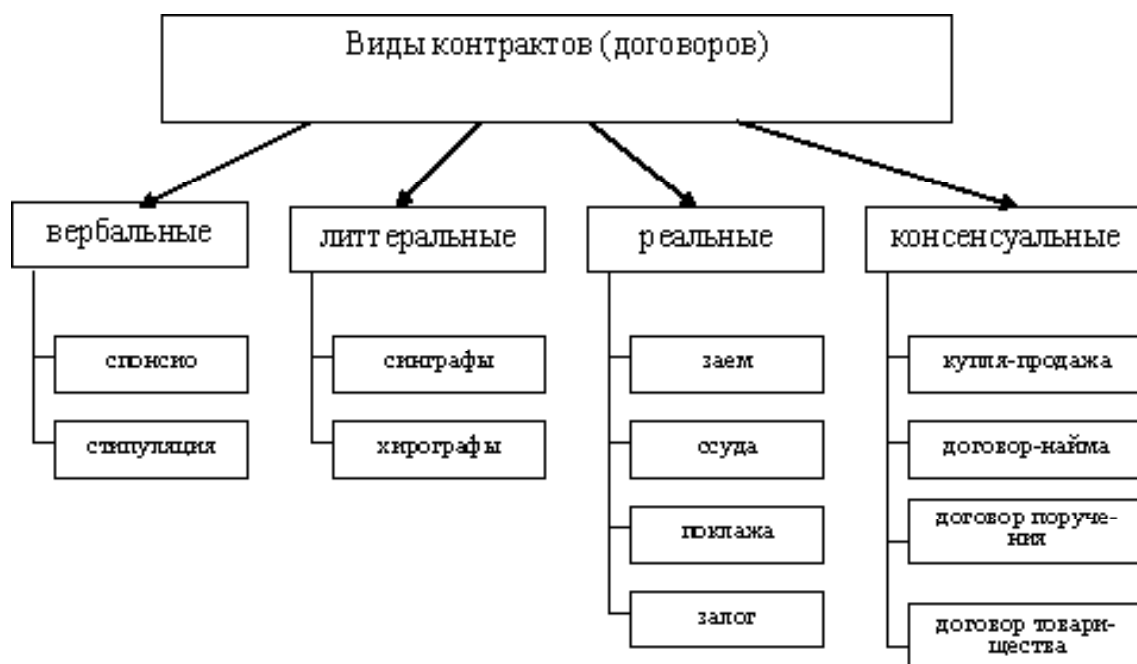 Виды контрактов (договоров)
вербальные
литтеральные
реальные
консенсуальные
спонсио
стипуляция
синграфы
хирографы
заем
ссуда
поклажа
залог
купля-продажа
договор-найма
договор поруче-
ния
договор товари-
щества